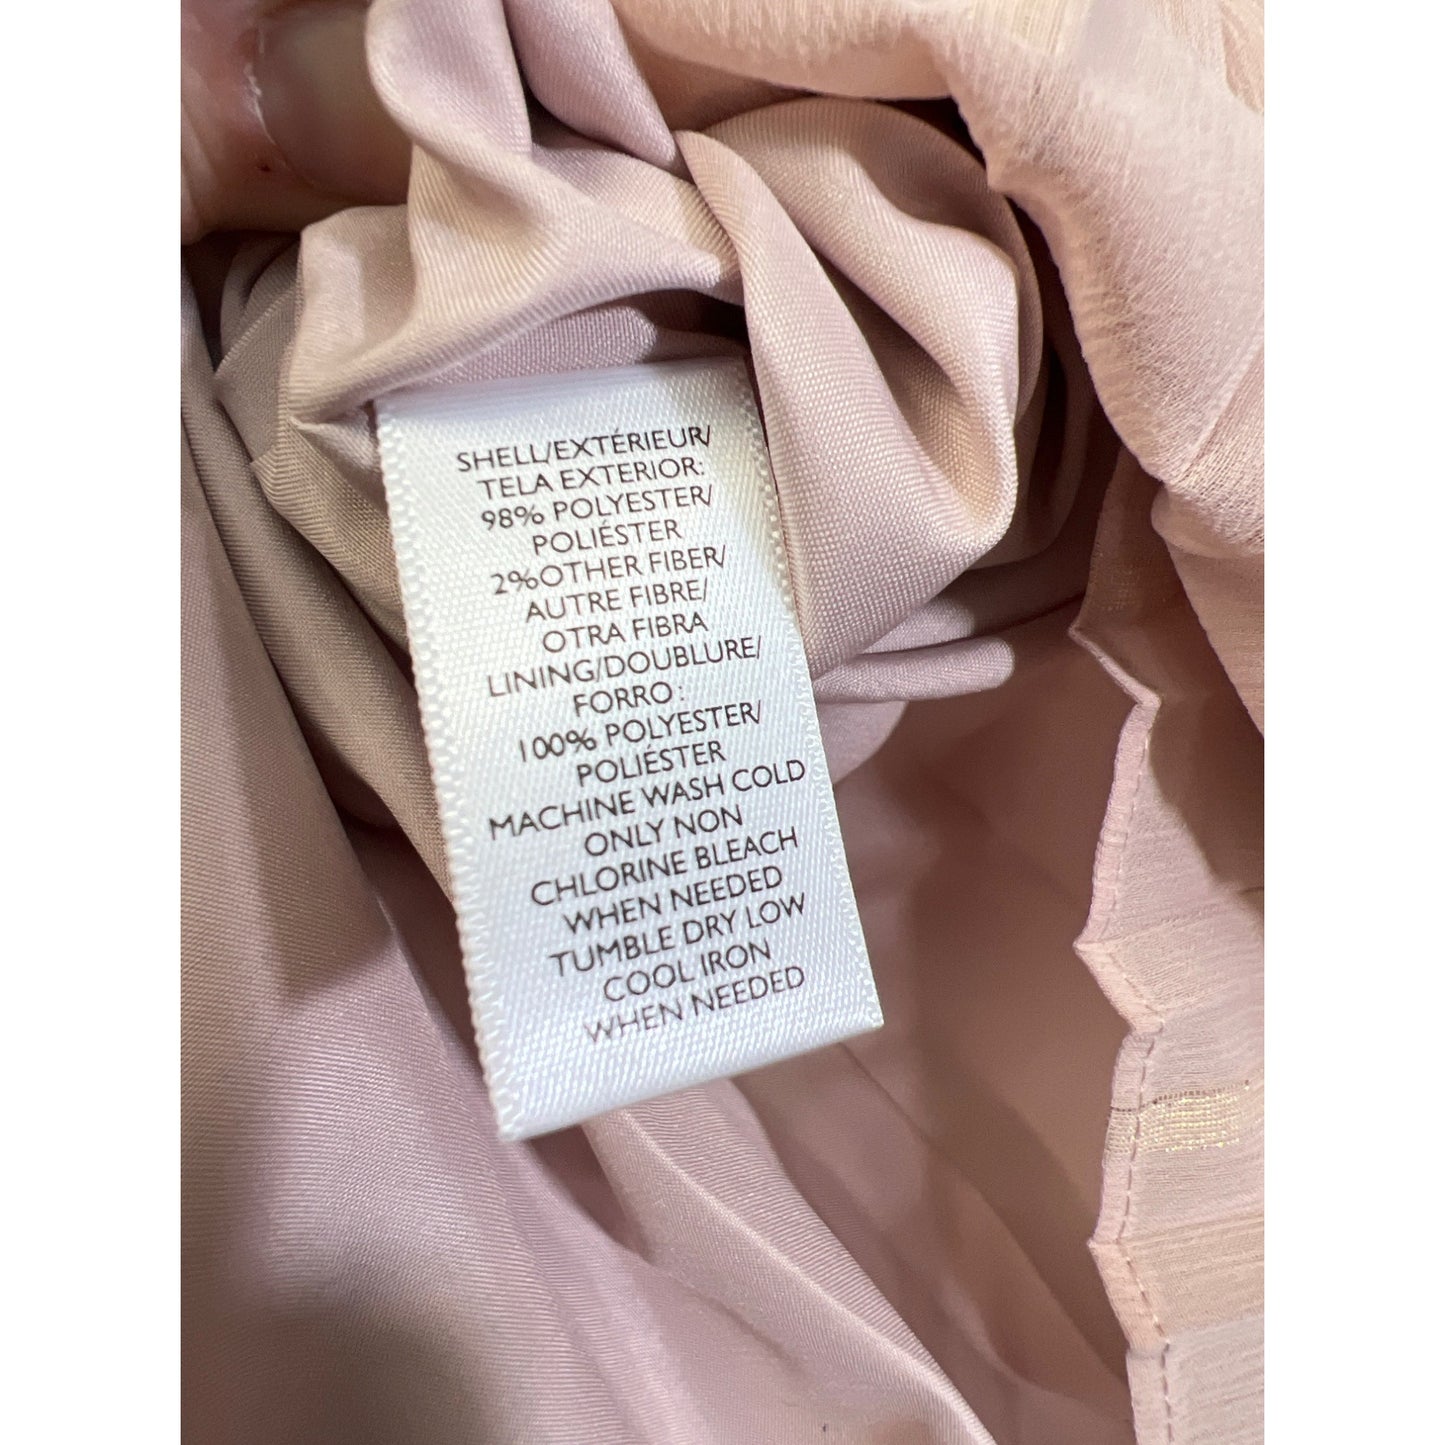 SHELL/EXTÉRIEUR/
TELA EXTERIOR:
98% POLYESTER/
POLIÉSTER
2%OTHER FIBER/
AUTRE FIBRE/
OTRA FIBRA
LINING/DOUBLURE/
FORRO :
100% POLYESTER/
POLIÉSTER
MACHINE WASH COLD
ONLY NON
CHLORINE BLEACH
WHEN NEEDED
TUMBLE DRY LOW
COOL IRON
WHEN NEEDED